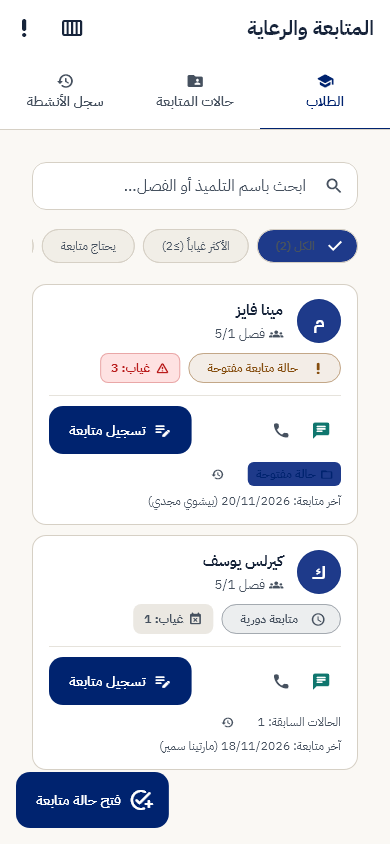 المتابعة والرعاية
الطلاب
حالات المتابعة
سجل الأنشطة
ابحث باسم التلميذ أو الفصل...
الكل (2)
الأكثر غياباً (≥2)
يحتاج متابعة
م
مينا فايز
فصل 5/1
حالة متابعة مفتوحة
غياب: 3
تسجيل متابعة
حالة مفتوحة
آخر متابعة: 20/11/2026 (بيشوي مجدي)
ك
كيرلس يوسف
فصل 5/1
متابعة دورية
غياب: 1
تسجيل متابعة
الحالات السابقة: 1
آخر متابعة: 18/11/2026 (مارتينا سمير)
فتح حالة متابعة